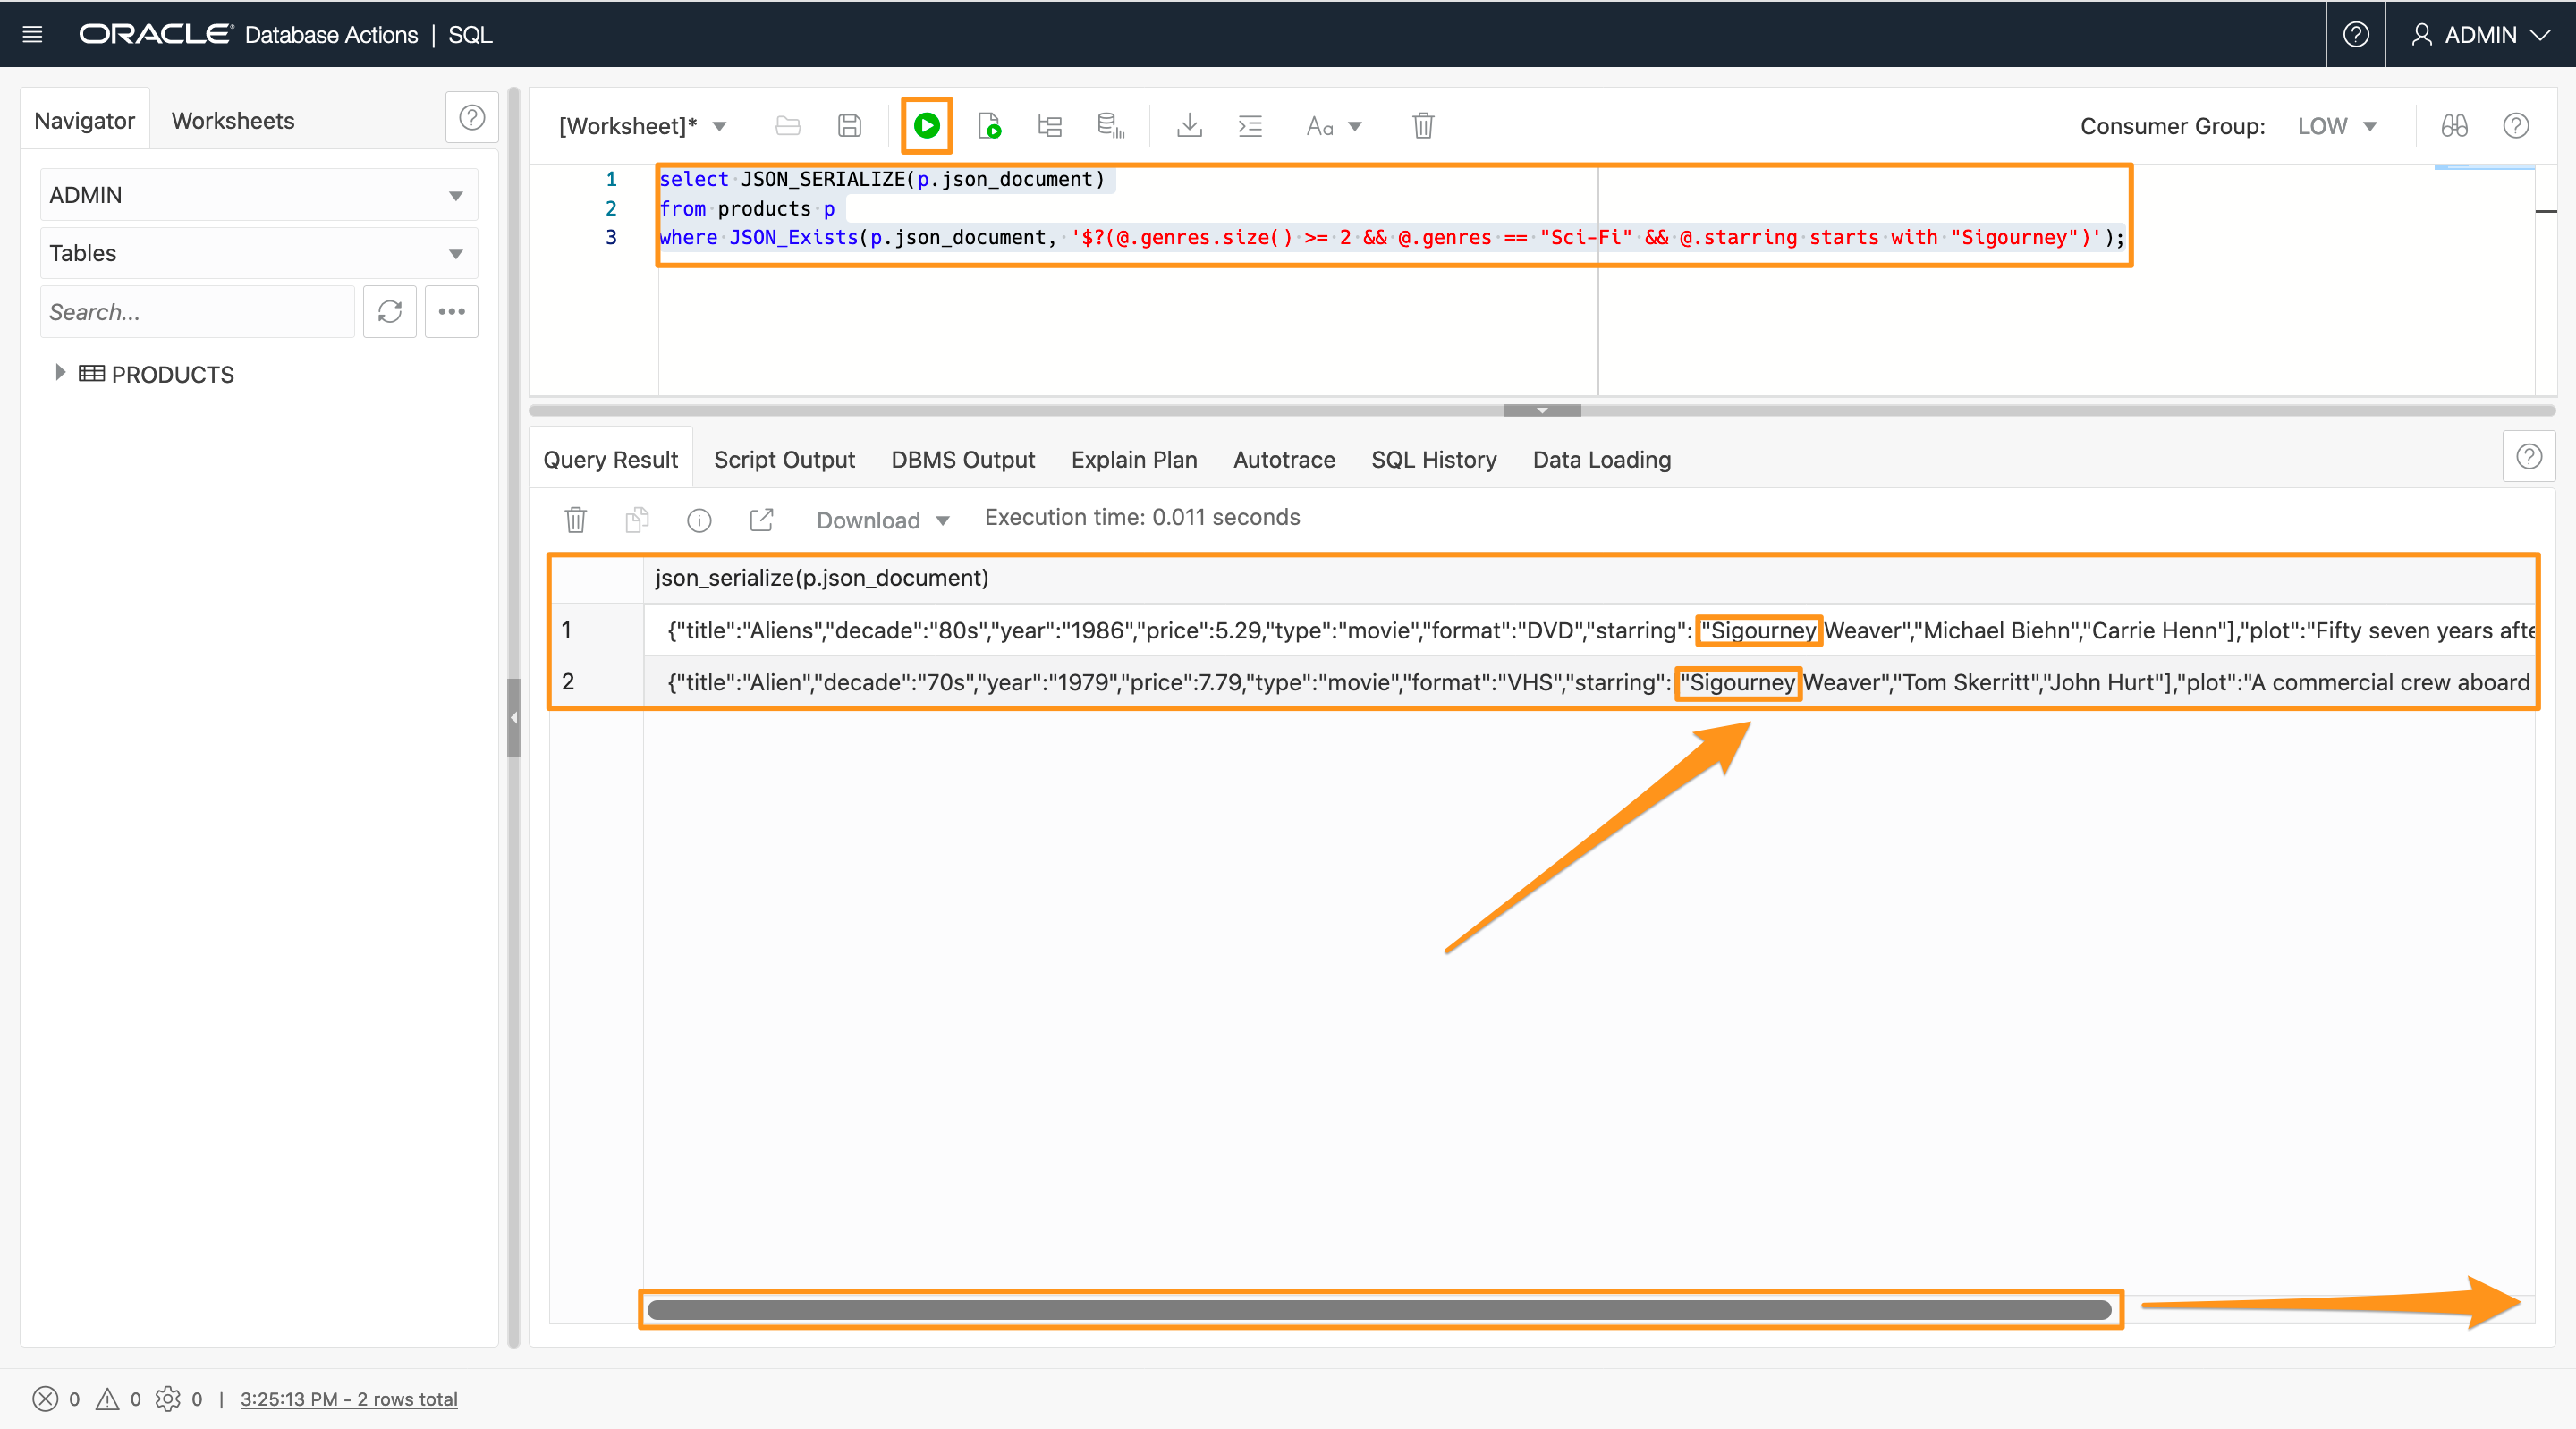 ORACLE Database Actions | SQL
ADMIN
Navigator
Worksheets
ADMIN
Tables
Search...
PRODUCTS
[Worksheet]*
Aa
Consumer Group: LOW
1 select JSON_SERIALIZE(p.json_document)
2 from products p
3 where JSON_Exists(p.json_document, '$?(@.genres.size() >= 2 && @.genres == "Sci-Fi" && @.starring starts with "Sigourney")');
Query Result
Script Output
DBMS Output
Explain Plan
Autotrace
SQL History
Data Loading
Download
Execution time: 0.011 seconds
json_serialize(p.json_document)
1 {"title":"Aliens","decade":"80s","year":"1986","price":5.29,"type":"movie","format":"DVD","starring": "Sigourney Weaver","Michael Biehn","Carrie Henn"],"plot":"Fifty seven years afte
2 {"title":"Alien","decade":"70s","year":"1979","price":7.79,"type":"movie","format":"VHS","starring": "Sigourney Weaver","Tom Skerritt","John Hurt"],"plot":"A commercial crew aboard
0 0 0 | 3:25:13 PM - 2 rows total